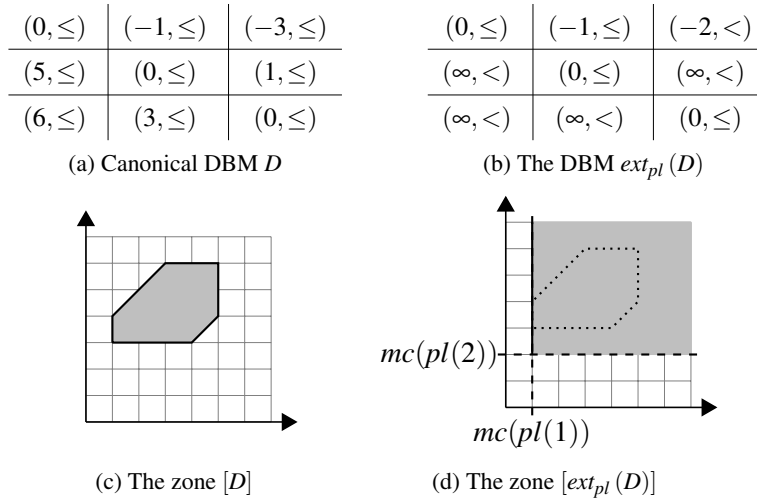 (0,≤) (−1,≤) (−3,≤)
(5,≤) (0,≤) (1,≤)
(6,≤) (3,≤) (0,≤)
(a) Canonical DBM D
(0,≤) (−1,≤) (−2,<)
(∞,<) (0,≤) (∞,<)
(∞,<) (∞,<) (0,≤)
(b) The DBM ext_pl (D)
(c) The zone [D]
mc(pl(2))
mc(pl(1))
(d) The zone [ext_pl (D)]